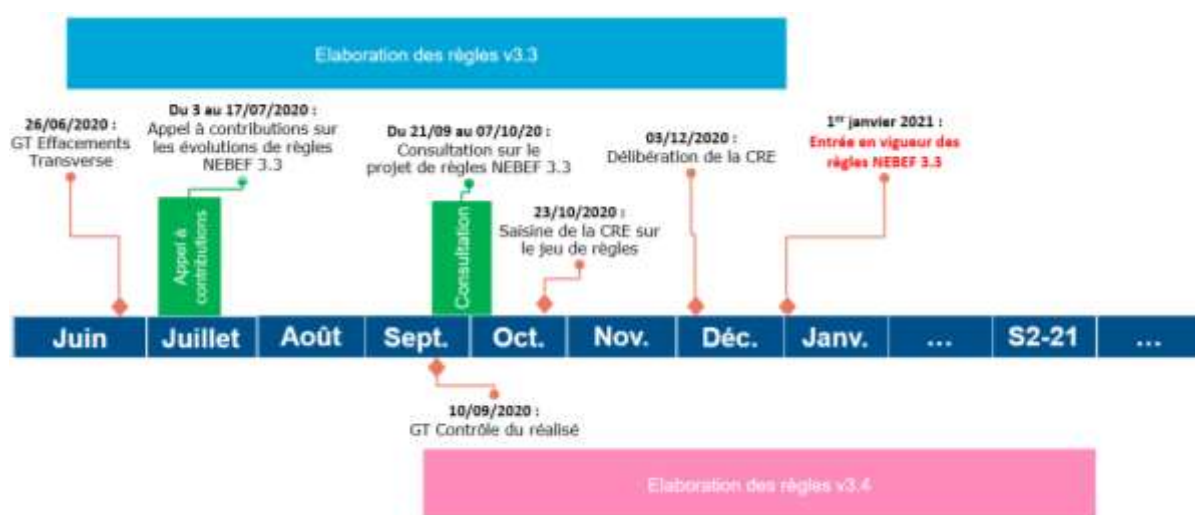 Elaboration des règles v3.3
26/06/2020 :
GT Effacements
Transverse
Du 3 au 17/07/2020 :
Appel à contributions sur
les évolutions de règles
NEBEF 3.3
Du 21/09 au 07/10/20 :
Consultation sur le
projet de règles NEBEF 3.3
03/12/2020 :
Délibération de la CRE
1er janvier 2021 :
Entrée en vigueur des
règles NEBEF 3.3
23/10/2020 :
Saisine de la CRE sur
le jeu de règles
Appel à
contributions
Consultation
Juin
Juillet
Août
Sept.
Oct.
Nov.
Déc.
Janv.
...
S2-21
...
10/09/2020 :
GT Contrôle du réalisé
Elaboration des règles v3.4